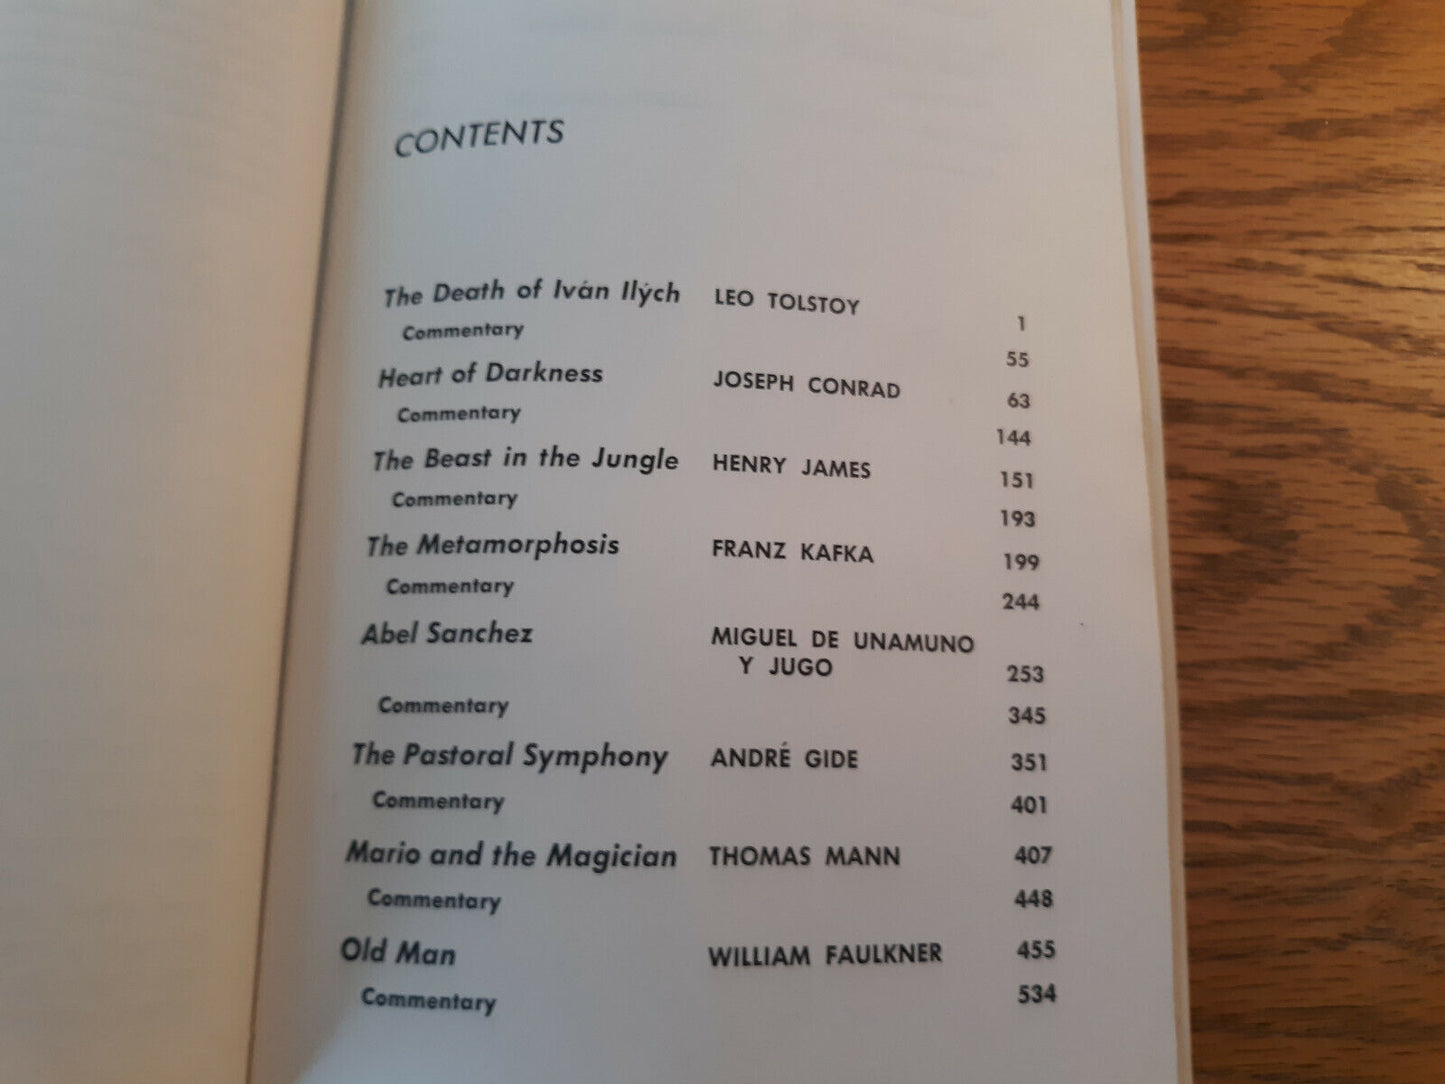 CONTENTS
The Death of Iván Ilých LEO TOLSTOY 1
Commentary 55
Heart of Darkness JOSEPH CONRAD 63
Commentary 144
The Beast in the Jungle HENRY JAMES 151
Commentary 193
The Metamorphosis FRANZ KAFKA 199
Commentary 244
Abel Sanchez MIGUEL DE UNAMUNO
Y JUGO 253
Commentary 345
The Pastoral Symphony ANDRÉ GIDE 351
Commentary 401
Mario and the Magician THOMAS MANN 407
Commentary 448
Old Man WILLIAM FAULKNER 455
Commentary 534